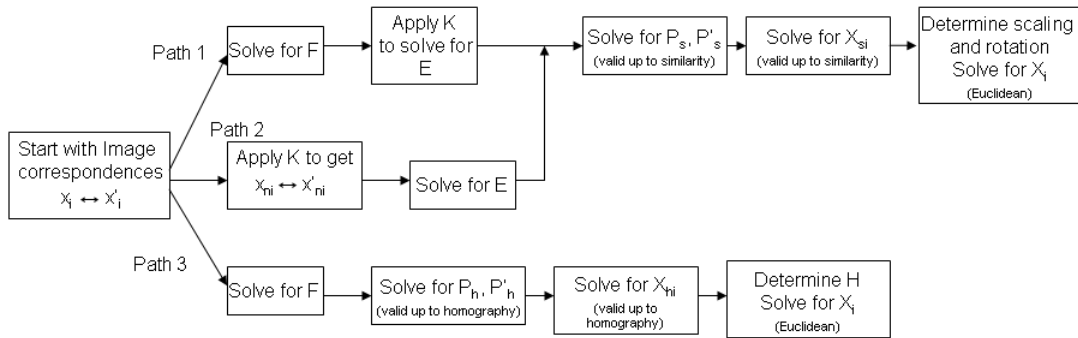 Path 1
Solve for F
Apply K
to solve for
E
Solve for Pₛ, P'ₛ
(valid up to similarity)
Solve for Xₛᵢ
(valid up to similarity)
Determine scaling
and rotation
Solve for Xᵢ
(Euclidean)
Start with Image
correspondences
xᵢ ↔ x'ᵢ
Path 2
Apply K to get
xₙᵢ ↔ x'ₙᵢ
Solve for E
Path 3
Solve for F
Solve for Pₕ, P'ₕ
(valid up to homography)
Solve for Xₕᵢ
(valid up to
homography)
Determine H
Solve for Xᵢ
(Euclidean)